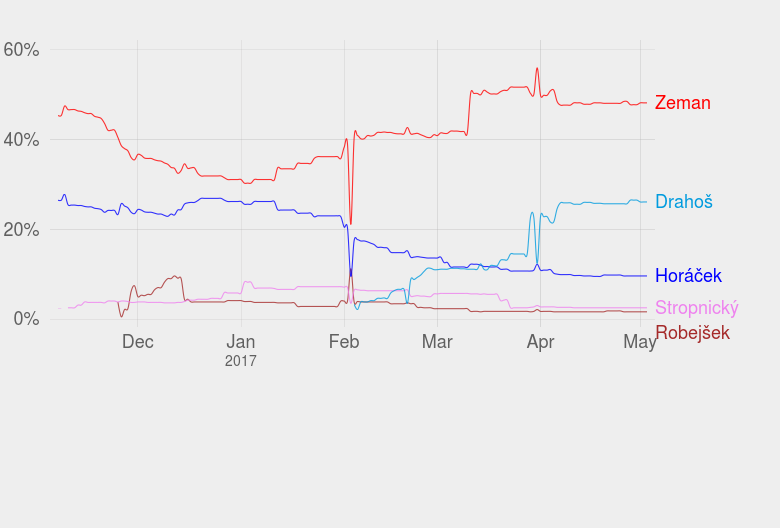 60%
Zeman
40%
Drahoš
20%
Horáček
Stropnický
0%
Robejšek
Dec Jan Feb Mar Apr May
2017